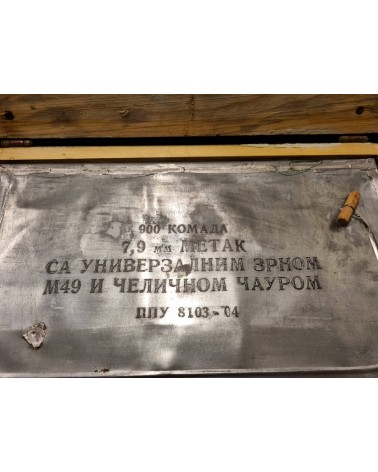 900 КОМАДА
7,9 мм МЕТАК
СА УНИВЕРЗАЛНИМ ЗРНОМ
М49 И ЧЕЛИЧНОМ ЧАУРОМ
ППУ 8103-04